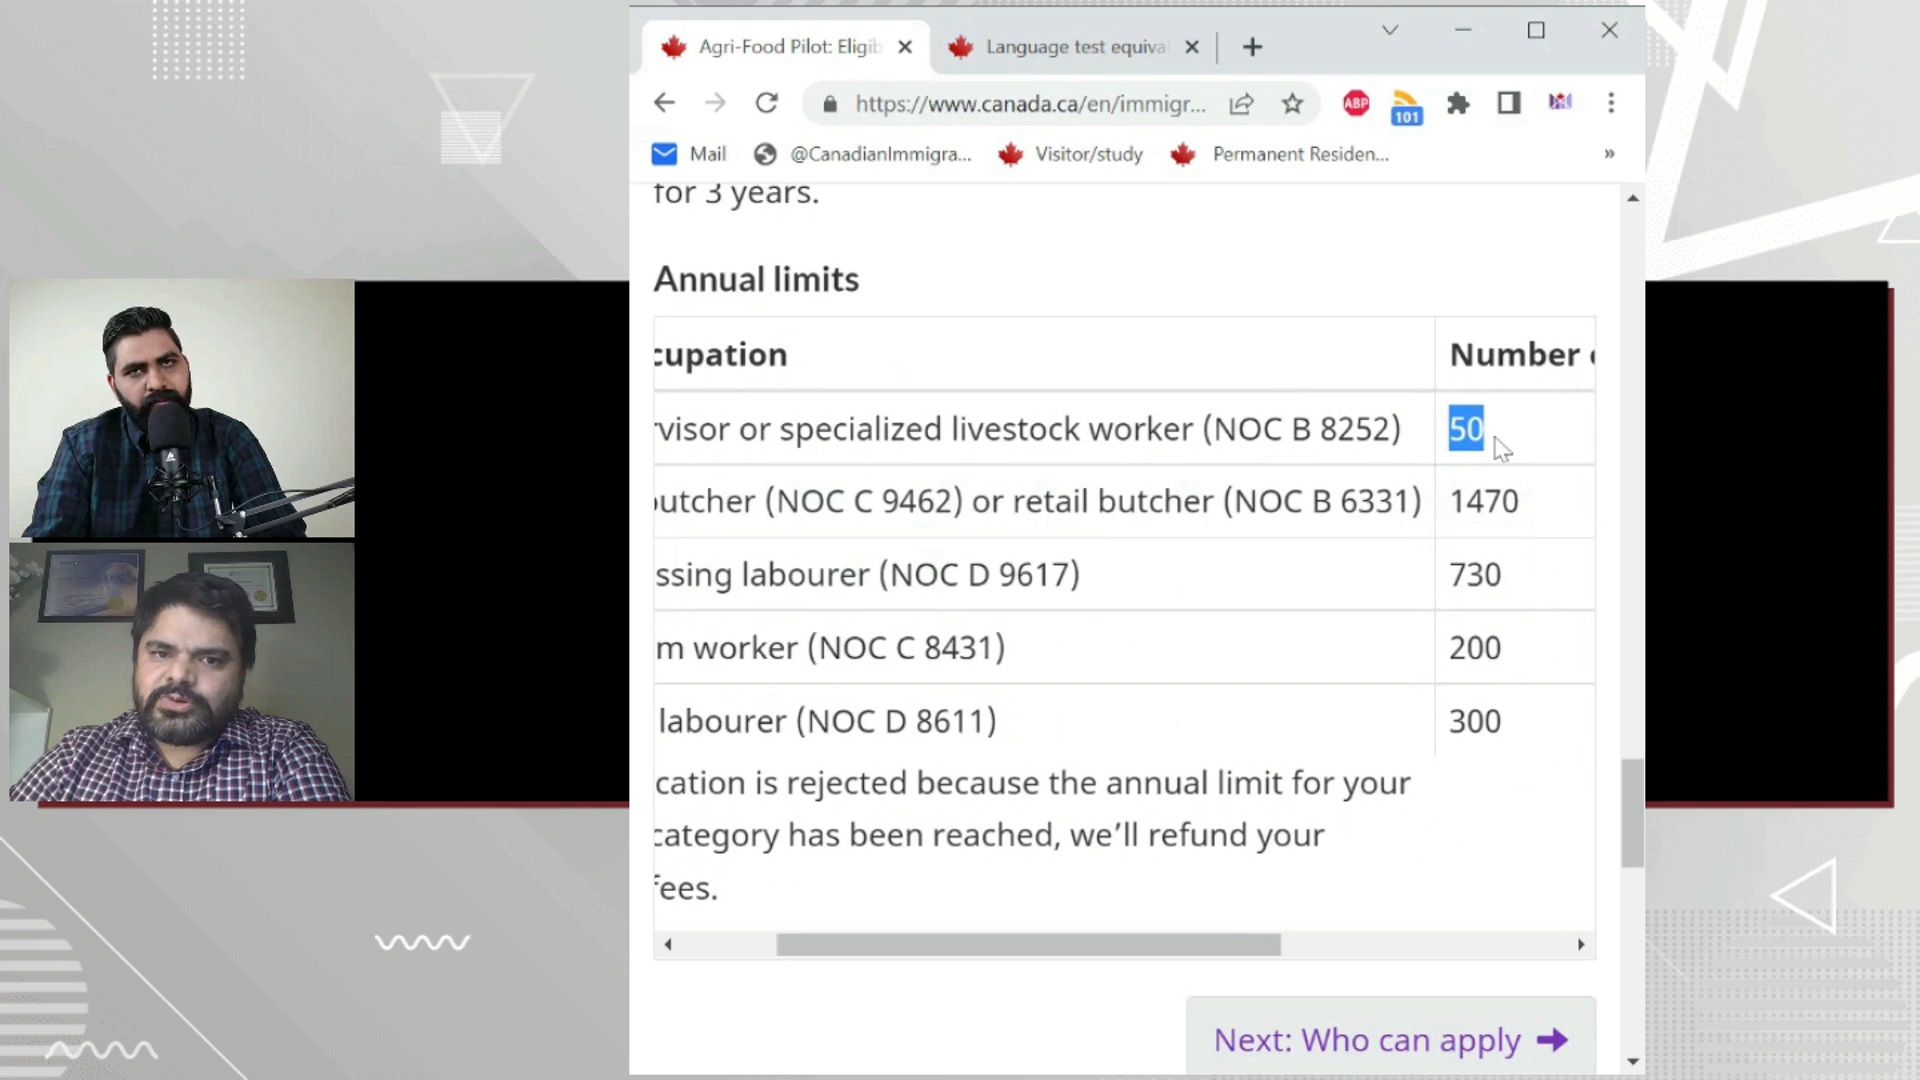 Agri-Food Pilot: Eligib
Language test equiva
https://www.canada.ca/en/immigr...
ABP
101
Mail
@CanadianImmigra...
Visitor/study
Permanent Residen...
»
for 3 years.
Annual limits
cupation
Number
rvisor or specialized livestock worker (NOC B 8252)
50
outcher (NOC C 9462) or retail butcher (NOC B 6331)
1470
ssing labourer (NOC D 9617)
730
m worker (NOC C 8431)
200
labourer (NOC D 8611)
300
cation is rejected because the annual limit for your
category has been reached, we’ll refund your
fees.
Next: Who can apply